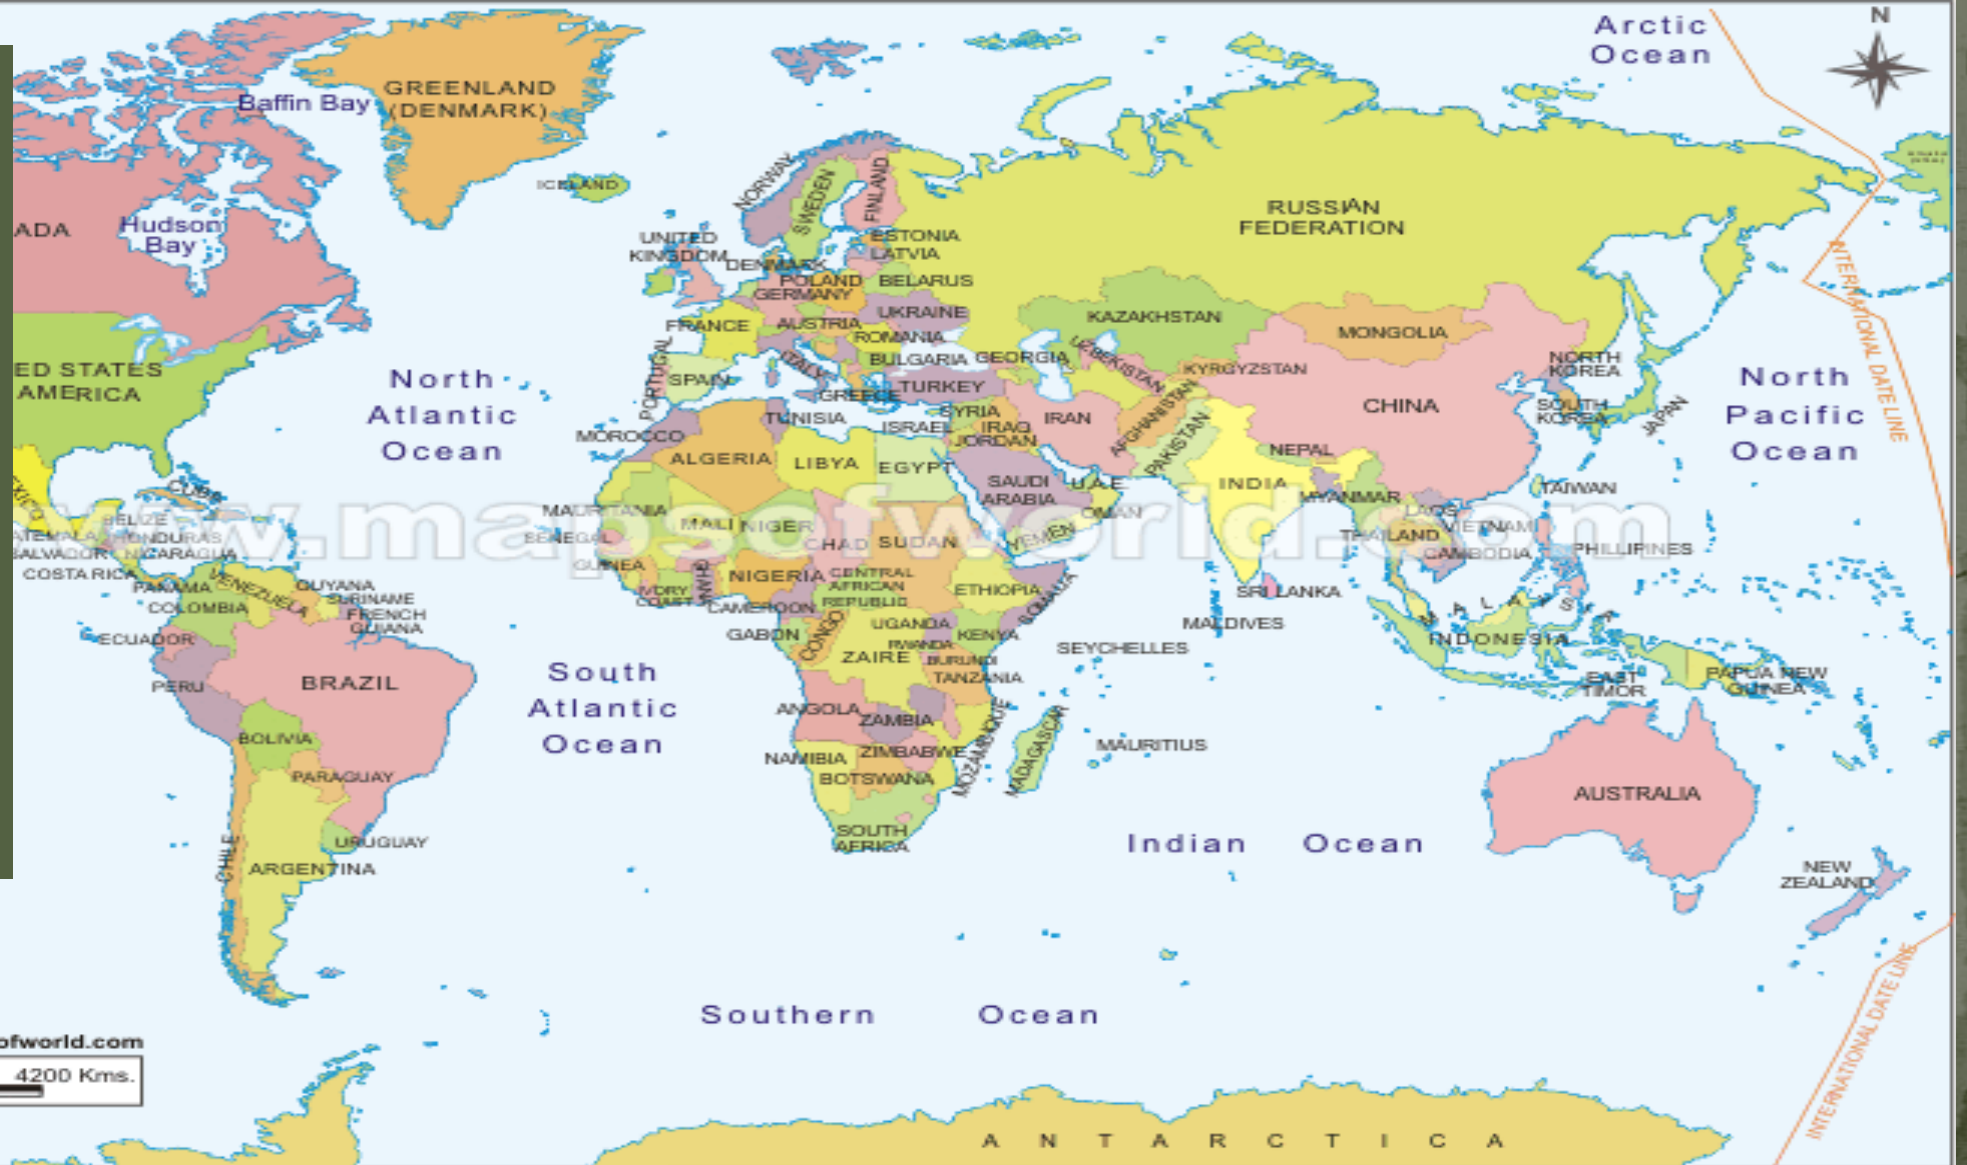 Arctic
Ocean
N
GREENLAND
(DENMARK)
Baffin Bay
ICELAND
NORWAY
SWEDEN
FINLAND
RUSSIAN
FEDERATION
ADA
Hudson
Bay
UNITED
KINGDOM
ESTONIA
LATVIA
DENMARK
POLAND
BELARUS
GERMANY
UKRAINE
FRANCE
AUSTRIA
ROMANIA
KAZAKHSTAN
MONGOLIA
INTERNATIONAL DATE LINE
ED STATES
AMERICA
North
Atlantic
Ocean
PORTUGAL
SPAIN
ITALY
BULGARIA
GEORGIA
UZBEKISTAN
KYRGYZSTAN
NORTH
KOREA
GREECE
TURKEY
SYRIA
IRAN
AFGHANISTAN
CHINA
SOUTH
KOREA
JAPAN
North
Pacific
Ocean
TUNISIA
ISRAEL
IRAQ
JORDAN
PAKISTAN
MOROCCO
ALGERIA
LIBYA
EGYPT
NEPAL
SAUDI
ARABIA
U.A.E
INDIA
MYANMAR
TAIWAN
EXICO
CUBA
BELIZE
ATEMALA
HONDURAS
SALVADOR
NICARAGUA
COSTA RICA
PANAMA
w.mapsofworld.com
MAURITANIA
MAILI
NIGER
CHAD
SUDAN
OMAN
YEMEN
LAOS
VIETNAM
THAILAND
CAMBODIA
PHILLIPINES
SENEGAL
GUINEA
IVORY
COAST
GHANA
NIGERIA
CENTRAL
AFRICAN
REPUBLIC
ETHIOPIA
SOMALIA
SRI LANKA
VENEZUELA
GUYANA
SURINAME
FRENCH
GUIANA
COLOMBIA
CAMEROON
MALDIVES
MALAYSIA
ECUADOR
GABON
CONGO
UGANDA
KENYA
RWANDA
SEYCHELLES
INDONESIA
ZAIRE
BURUNDI
TANZANIA
PERU
BRAZIL
South
Atlantic
Ocean
EAST
TIMOR
PAPUA NEW
GUINEA
ANGOLA
ZAMBIA
MOZAMBIQUE
MADAGASCAR
MAURITIUS
BOLIVIA
NAMIBIA
ZIMBABWE
BOTSWANA
PARAGUAY
AUSTRALIA
SOUTH
AFRICA
URUGUAY
CHILE
ARGENTINA
Indian Ocean
NEW
ZEALAND
Southern Ocean
INTERNATIONAL DATE LINE
ofworld.com
4200 Kms.
ANTARCTICA